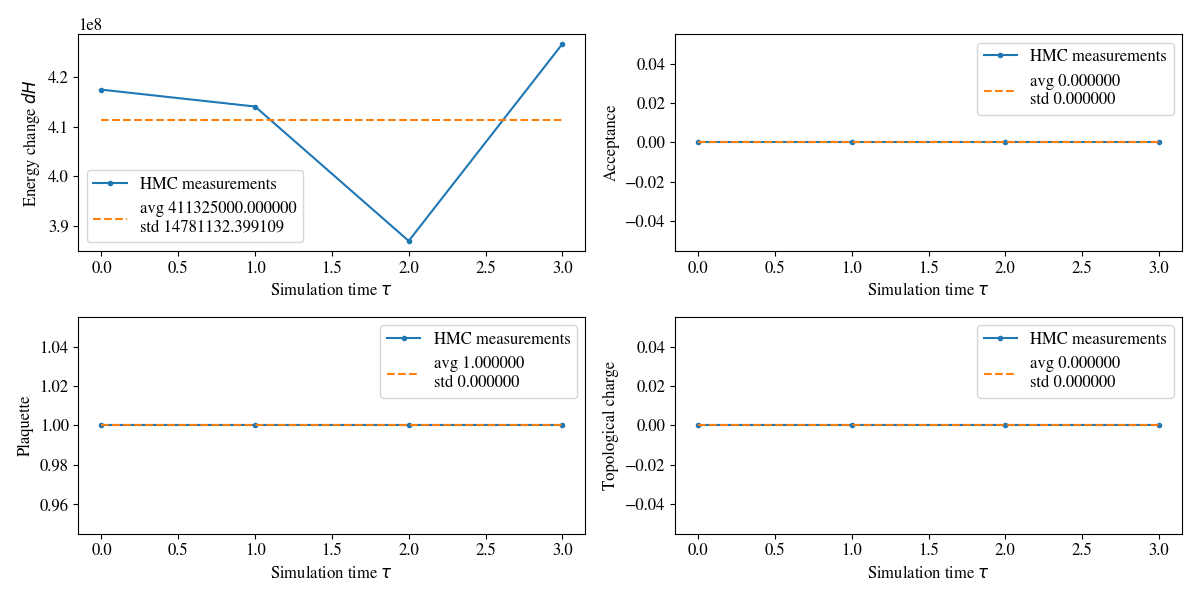 1e8
Energy change dH
4.2
4.1
4.0
3.9
HMC measurements
avg 411325000.000000
std 14781132.399109
0.0 0.5 1.0 1.5 2.0 2.5 3.0
Simulation time τ
Acceptance
0.04
0.02
0.00
−0.02
−0.04
HMC measurements
avg 0.000000
std 0.000000
0.0 0.5 1.0 1.5 2.0 2.5 3.0
Simulation time τ
Plaquette
1.04
1.02
1.00
0.98
0.96
HMC measurements
avg 1.000000
std 0.000000
0.0 0.5 1.0 1.5 2.0 2.5 3.0
Simulation time τ
Topological charge
0.04
0.02
0.00
−0.02
−0.04
HMC measurements
avg 0.000000
std 0.000000
0.0 0.5 1.0 1.5 2.0 2.5 3.0
Simulation time τ